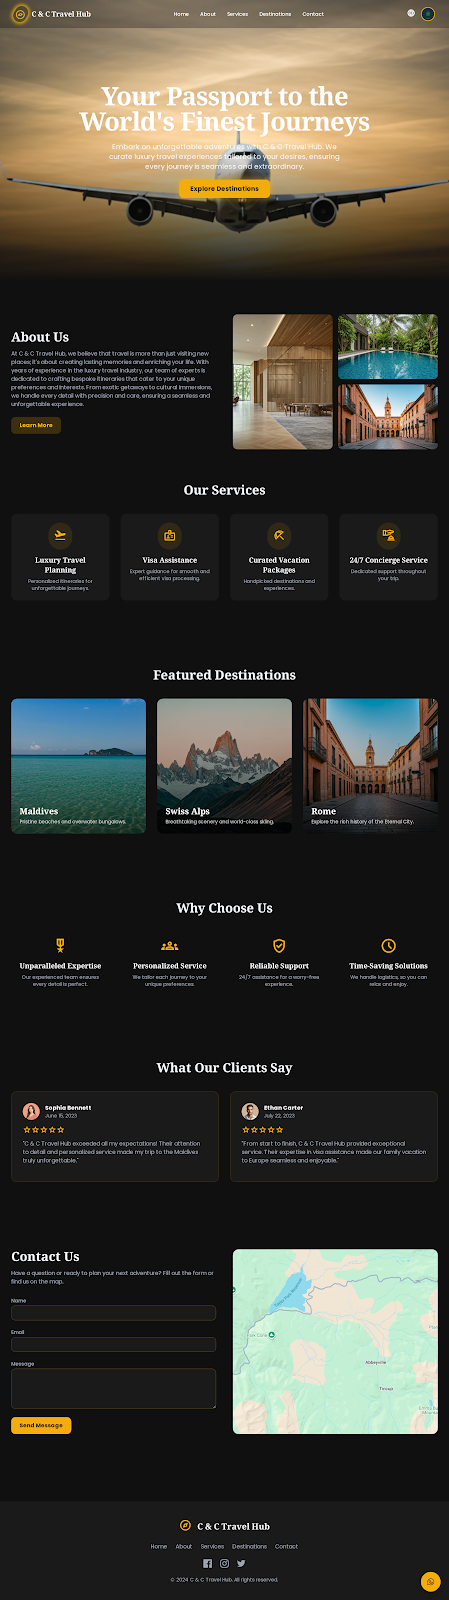 C & C Travel Hub
Home About Services Destinations Contact
Your Passport to the
World's Finest Journeys
Embark on unforgettable adventures with C & C Travel Hub. We
curate luxury travel experiences tailored to your desires, ensuring
every journey is seamless and extraordinary.
Explore Destinations
About Us
At C & C Travel Hub, we believe that travel is more than just visiting new
places; it's about creating lasting memories and enriching your life. With
years of experience in the luxury travel industry, our team of experts is
dedicated to crafting bespoke itineraries that cater to your unique
preferences and interests. From exotic getaways to cultural immersions,
we handle every detail with precision and care, ensuring a seamless and
unforgettable experience.
Learn More
Our Services
Luxury Travel
Planning
Personalized itineraries for
unforgettable journeys.
Visa Assistance
Expert guidance for smooth and
efficient visa processing.
Curated Vacation
Packages
Handpicked destinations and
experiences.
24/7 Concierge Service
Dedicated support throughout
your trip.
Featured Destinations
Maldives
Pristine beaches and overwater bungalows.
Swiss Alps
Breathtaking scenery and world-class skiing.
Rome
Explore the rich history of the Eternal City.
Why Choose Us
Unparalleled Expertise
Our experienced team ensures
every detail is perfect.
Personalized Service
We tailor each journey to your
unique preferences.
Reliable Support
24/7 assistance for a worry-free
experience.
Time-Saving Solutions
We handle logistics, so you can
relax and enjoy.
What Our Clients Say
Sophia Bennett
June 15, 2023
"C & C Travel Hub exceeded all my expectations! Their attention
to detail and personalized service made my trip to the Maldives
truly unforgettable."
Ethan Carter
July 22, 2023
"From start to finish, C & C Travel Hub provided exceptional
service. Their expertise in visa assistance made our family vacation
to Europe seamless and enjoyable."
Contact Us
Have a question or ready to plan your next adventure? Fill out the form or
find us on the map.
Name
Email
Message
Send Message
Abbeyville
C & C Travel Hub
Home About Services Destinations Contact
© 2024 C & C Travel Hub. All rights reserved.